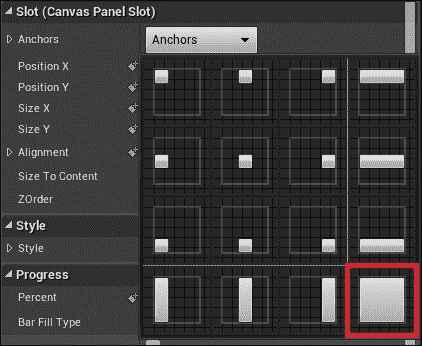 Slot (Canvas Panel Slot)
Anchors
Anchors
Position X
Position Y
Size X
Size Y
Alignment
Size To Content
ZOrder
Style
Style
Progress
Percent
Bar Fill Type